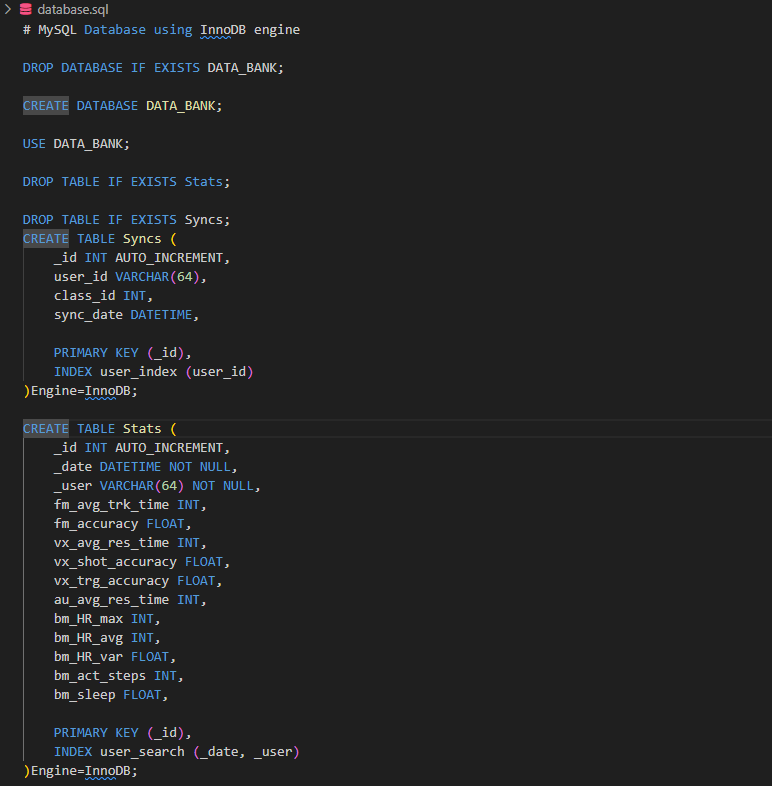 database.sql
# MySQL Database using InnoDB engine
DROP DATABASE IF EXISTS DATA_BANK;
CREATE DATABASE DATA_BANK;
USE DATA_BANK;
DROP TABLE IF EXISTS Stats;
DROP TABLE IF EXISTS Syncs;
CREATE TABLE Syncs (
_id INT AUTO_INCREMENT,
user_id VARCHAR(64),
class_id INT,
sync_date DATETIME,
PRIMARY KEY (_id),
INDEX user_index (user_id)
)Engine=InnoDB;
CREATE TABLE Stats (
_id INT AUTO_INCREMENT,
_date DATETIME NOT NULL,
_user VARCHAR(64) NOT NULL,
fm_avg_trk_time INT,
fm_accuracy FLOAT,
vx_avg_res_time INT,
vx_shot_accuracy FLOAT,
vx_trg_accuracy FLOAT,
au_avg_res_time INT,
bm_HR_max INT,
bm_HR_avg INT,
bm_HR_var FLOAT,
bm_act_steps INT,
bm_sleep FLOAT,
PRIMARY KEY (_id),
INDEX user_search (_date, _user)
)Engine=InnoDB;